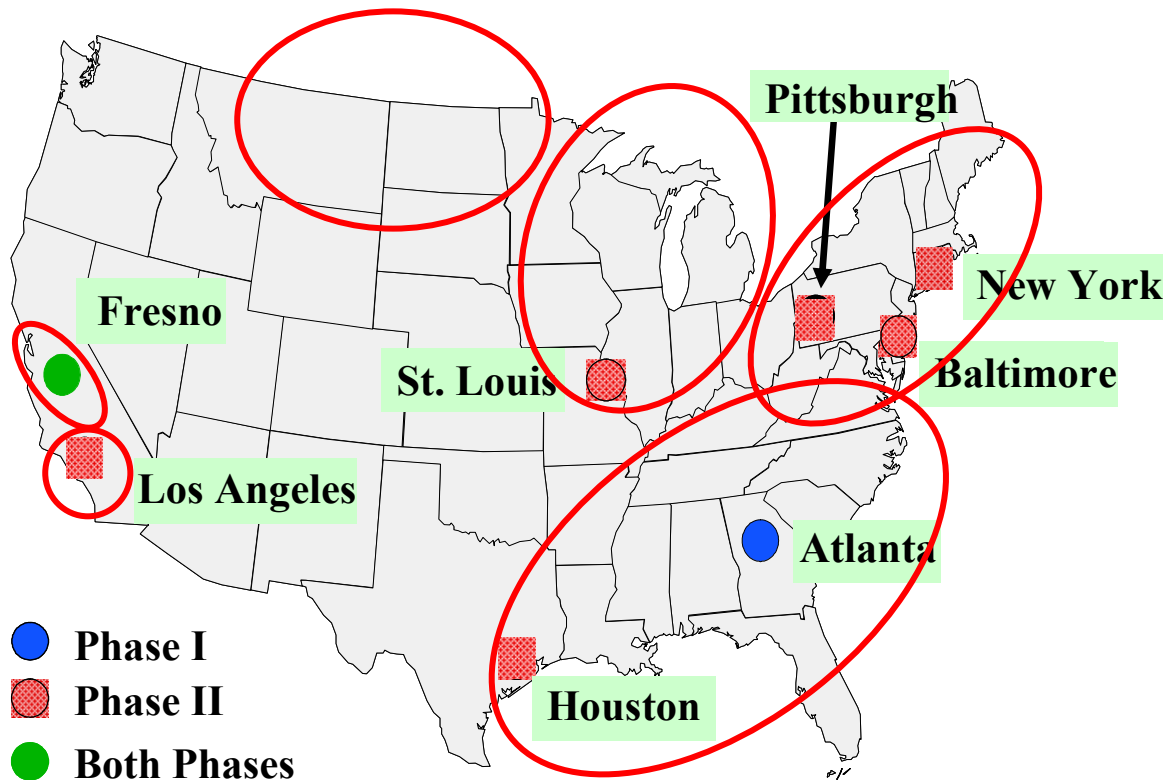 Pittsburgh
New York
Fresno
Baltimore
St. Louis
Los Angeles
Atlanta
Houston
Phase I
Phase II
Both Phases